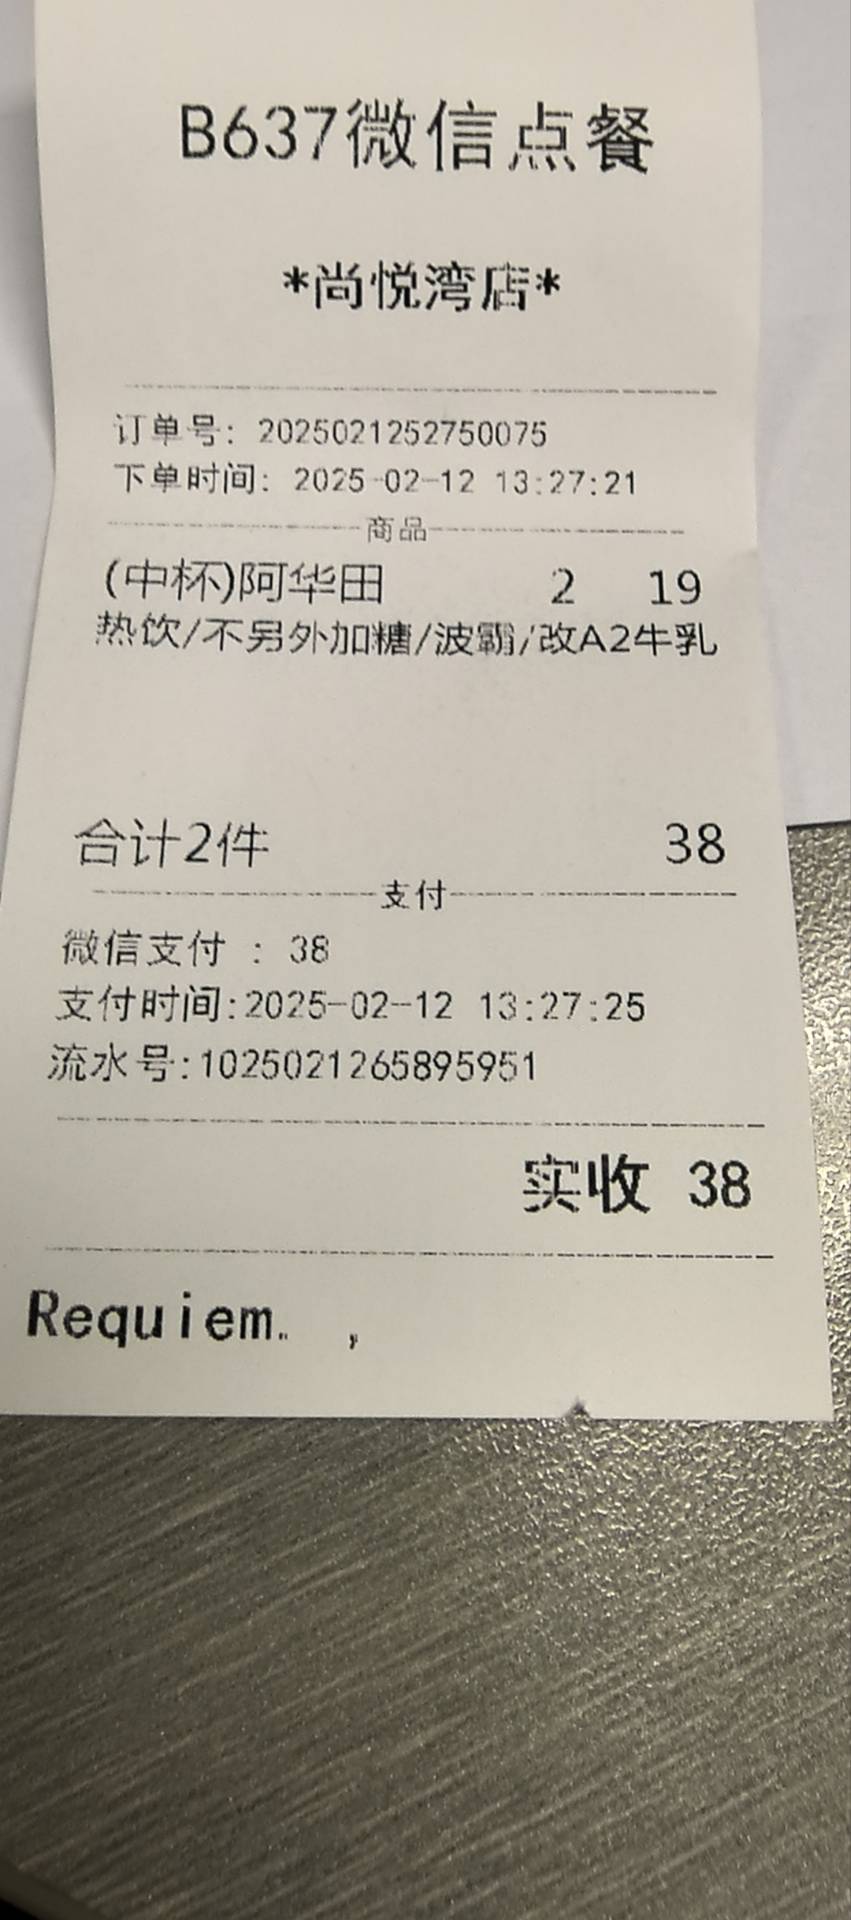 B637微信点餐
*尚悦湾店*
订单号: 2025021252750075
下单时间: 2025-02-12 13:27:21
商品
(中杯)阿华田 2 19
热饮/不另外加糖/波霸/改A2牛乳
合计2件 38
支付
微信支付 : 38
支付时间:2025-02-12 13:27:25
流水号:1025021265895951
实收 38
Requiem.. ,